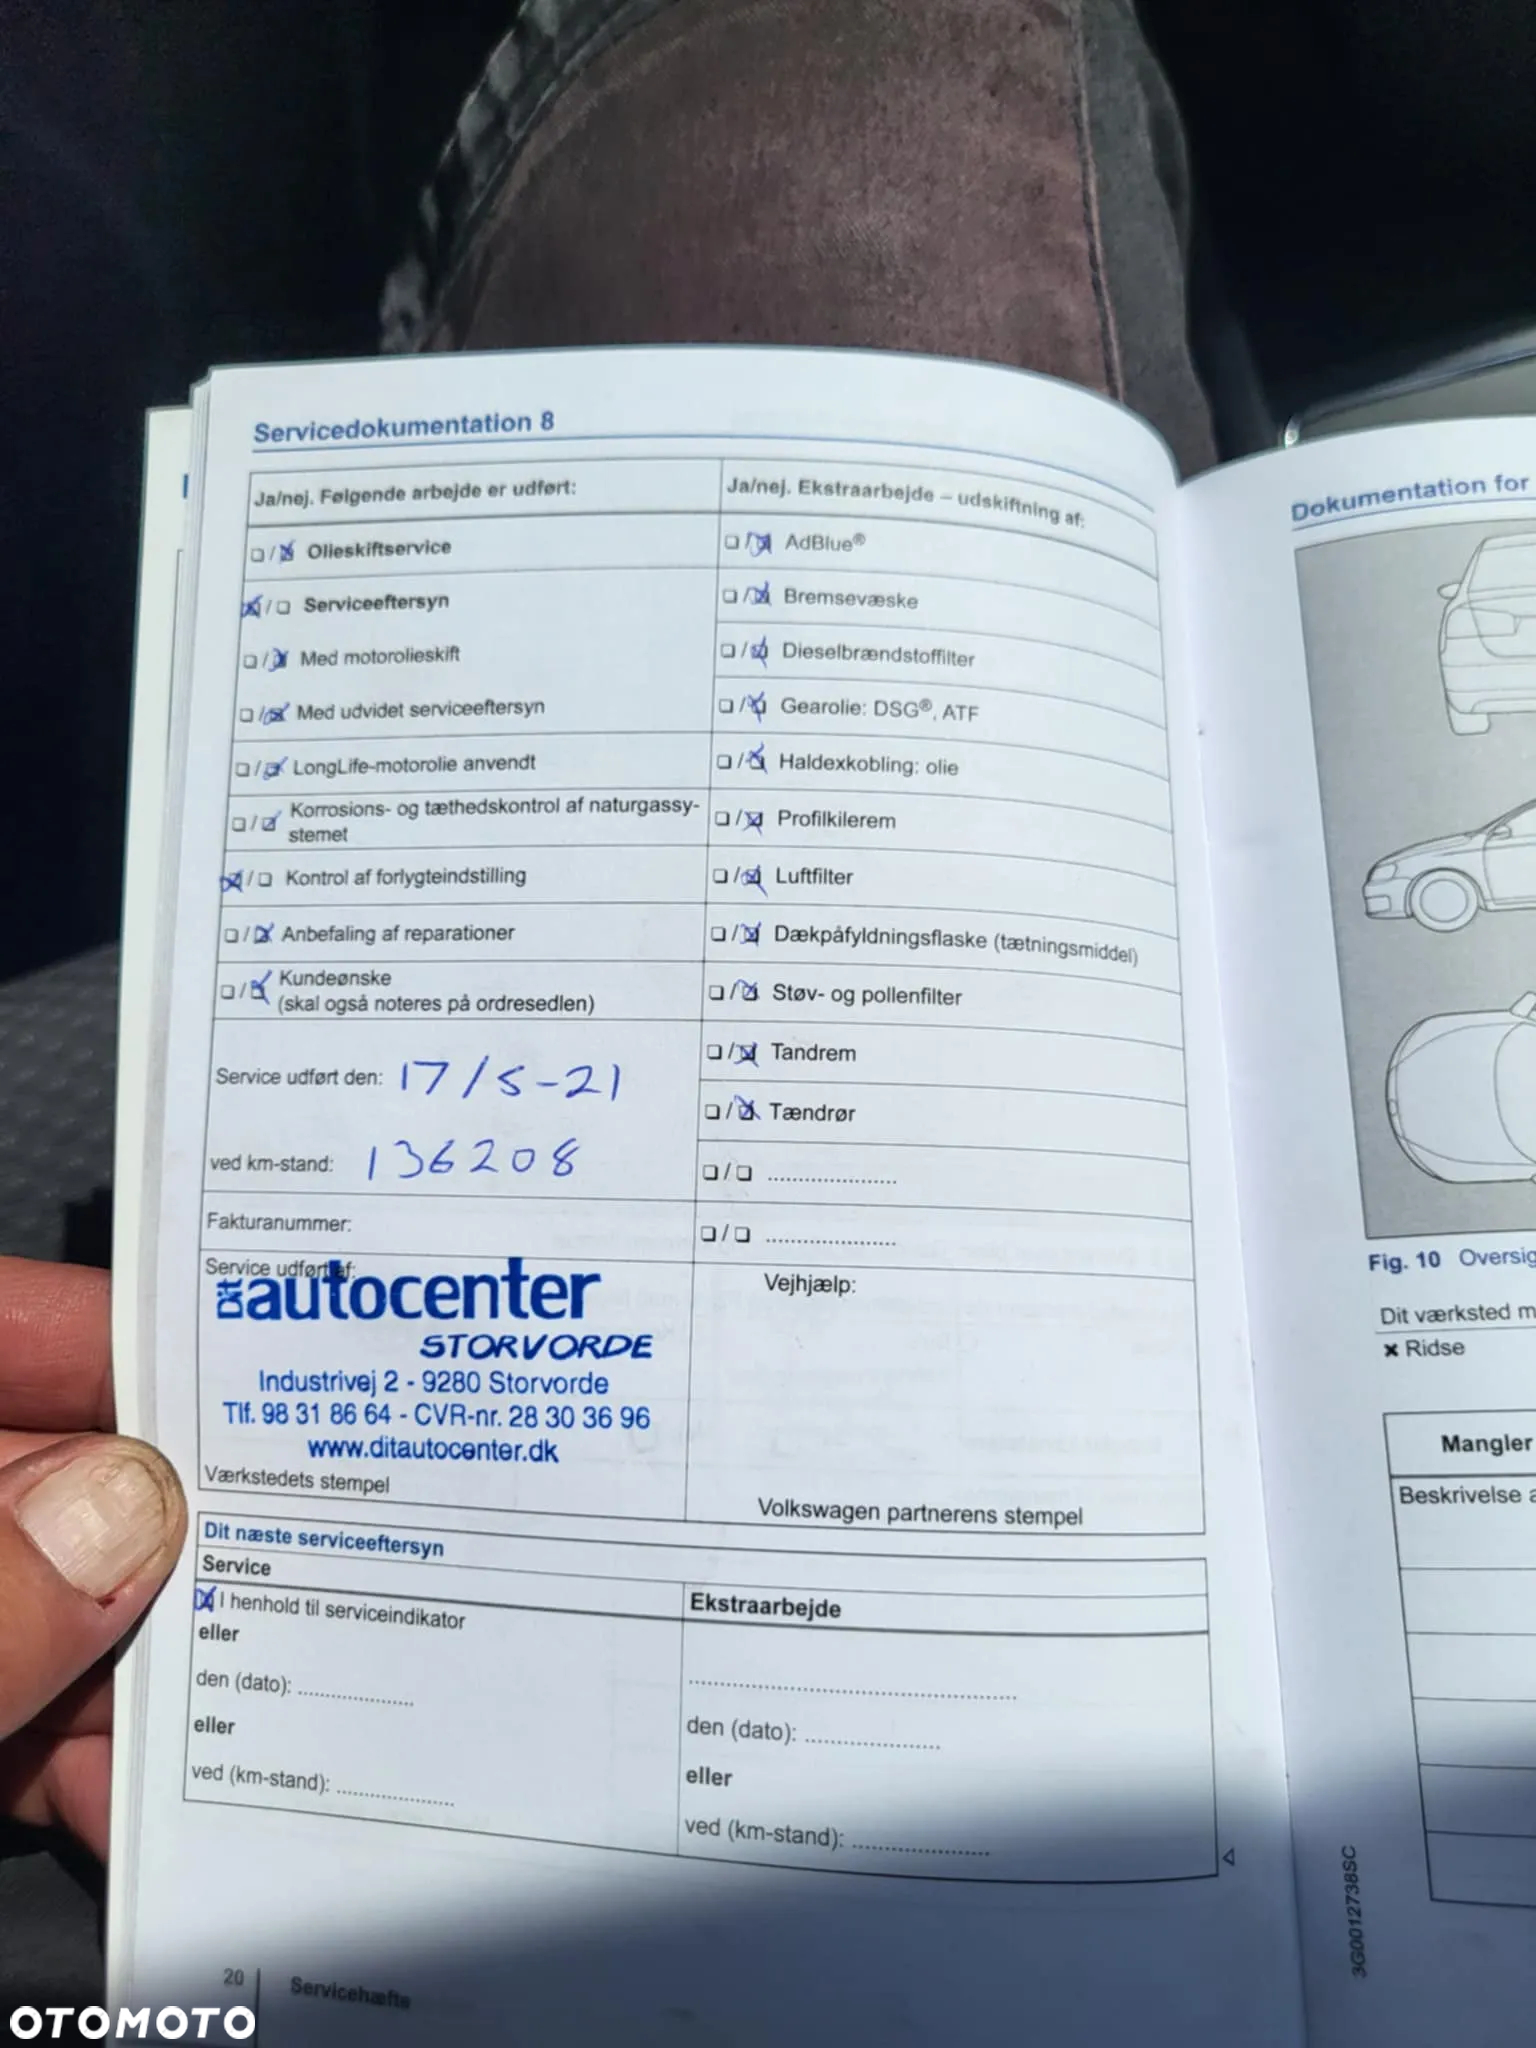 Servicedokumentation 8
Ja/nej. Følgende arbejde er udført:
☐ / ☒ Olieskiftservice
☒ / ☐ Serviceeftersyn
☐ / ☒ Med motorolieskift
☐ / ☒ Med udvidet serviceeftersyn
☐ / ☒ LongLife-motorolie anvendt
☐ / ☒ Korrosions- og tæthedskontrol af naturgassy-
stemet
☒ / ☐ Kontrol af forlygteindstilling
☐ / ☒ Anbefaling af reparationer
☐ / ☒ Kundeønske
(skal også noteres på ordresedlen)
Service udført den: 17/5-21
ved km-stand: 136208
Fakturanummer:
Service udført af:
Dit autocenter
STORVORDE
Industrivej 2 - 9280 Storvorde
Tlf. 98 31 86 64 - CVR-nr. 28 30 36 96
www.ditautocenter.dk
Værkstedets stempel
Ja/nej. Ekstraarbejde – udskiftning af:
☐ / ☒ AdBlue®
☐ / ☒ Bremsevæske
☐ / ☒ Dieselbrændstoffilter
☐ / ☒ Gearolie: DSG®, ATF
☐ / ☒ Haldexkobling: olie
☐ / ☒ Profilkilerem
☐ / ☒ Luftfilter
☐ / ☒ Dækpåfyldningsflaske (tætningsmiddel)
☐ / ☒ Støv- og pollenfilter
☐ / ☒ Tandrem
☐ / ☒ Tændrør
☐ / ☐ ......................
☐ / ☐ ......................
Vejhjælp:
Volkswagen partnerens stempel
Dit næste serviceeftersyn
Service
☒ I henhold til serviceindikator
eller
den (dato): ....................
eller
ved (km-stand): ....................
Ekstraarbejde
..................................................
den (dato): ....................
eller
ved (km-stand): ....................
20
Servicehæfte
Dokumentation for
Fig. 10 Oversig
Dit værksted m
✖ Ridse
Mangler
Beskrivelse a
3G0012738SC
OTOMOTO